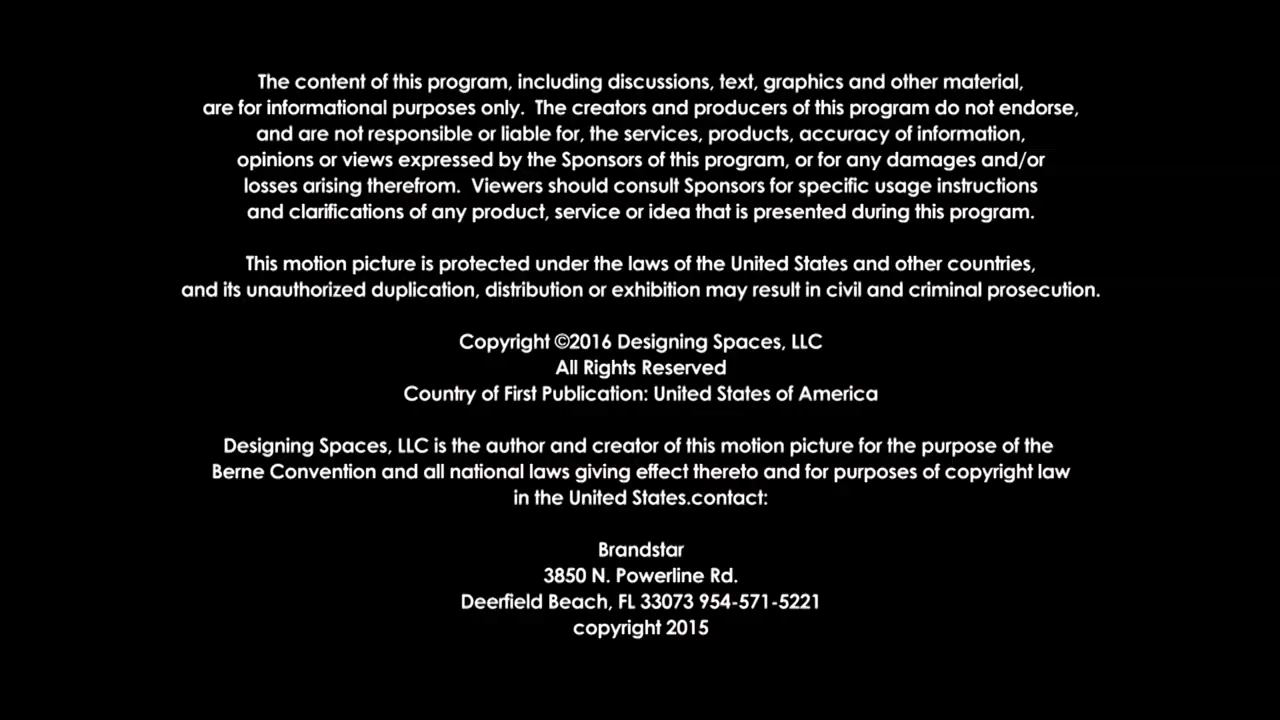 The content of this program, including discussions, text, graphics and other material,
are for informational purposes only.  The creators and producers of this program do not endorse,
and are not responsible or liable for, the services, products, accuracy of information,
opinions or views expressed by the Sponsors of this program, or for any damages and/or
losses arising therefrom.  Viewers should consult Sponsors for specific usage instructions
and clarifications of any product, service or idea that is presented during this program.
This motion picture is protected under the laws of the United States and other countries,
and its unauthorized duplication, distribution or exhibition may result in civil and criminal prosecution.
Copyright ©2016 Designing Spaces, LLC
All Rights Reserved
Country of First Publication: United States of America
Designing Spaces, LLC is the author and creator of this motion picture for the purpose of the
Berne Convention and all national laws giving effect thereto and for purposes of copyright law
in the United States.contact:
Brandstar
3850 N. Powerline Rd.
Deerfield Beach, FL 33073 954-571-5221
copyright 2015